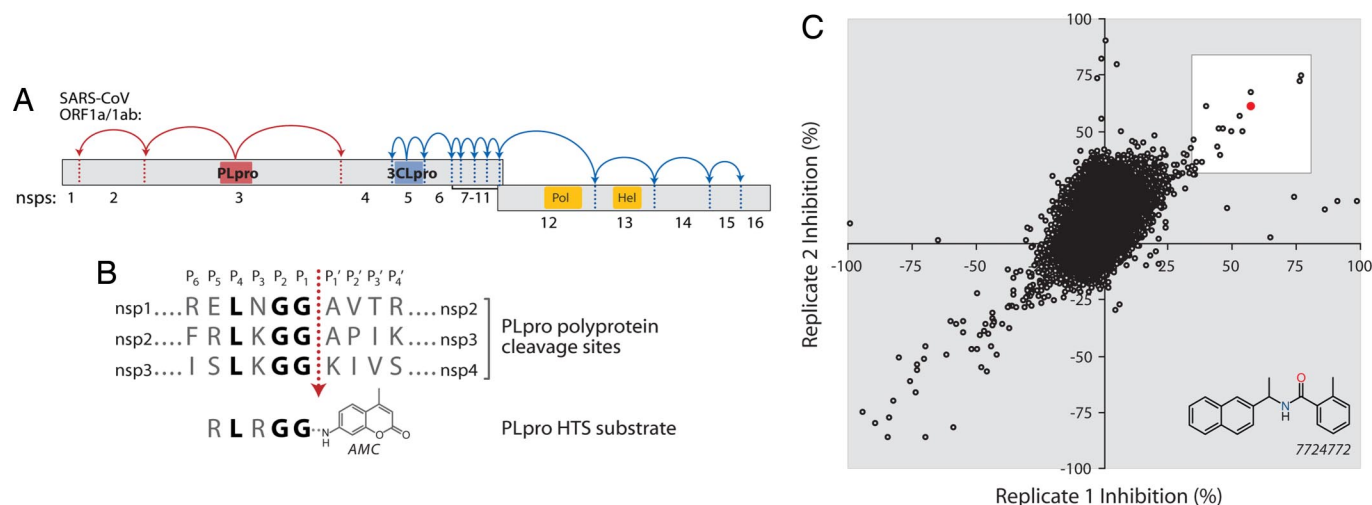 A
SARS-CoV
ORF1a/1ab:
PLpro 3CLpro
nsps: 1 2 3 4 5 6 7-11
Pol Hel
12 13 14 15 16
B
P6 P5 P4 P3 P2 P1 P1' P2' P3' P4'
nsp1....R E L N G G A V T R....nsp2
nsp2....F R L K G G A P I K....nsp3
nsp3....I S L K G G K I V S....nsp4
PLpro polyprotein
cleavage sites
R L R G G N
H
O O
AMC
PLpro HTS substrate
C
100
75
50
25
-100 -75 -50 -25 25 50 75 100
-25
-50
-75
-100
Replicate 2 Inhibition (%)
O
N
H
7724772
Replicate 1 Inhibition (%)